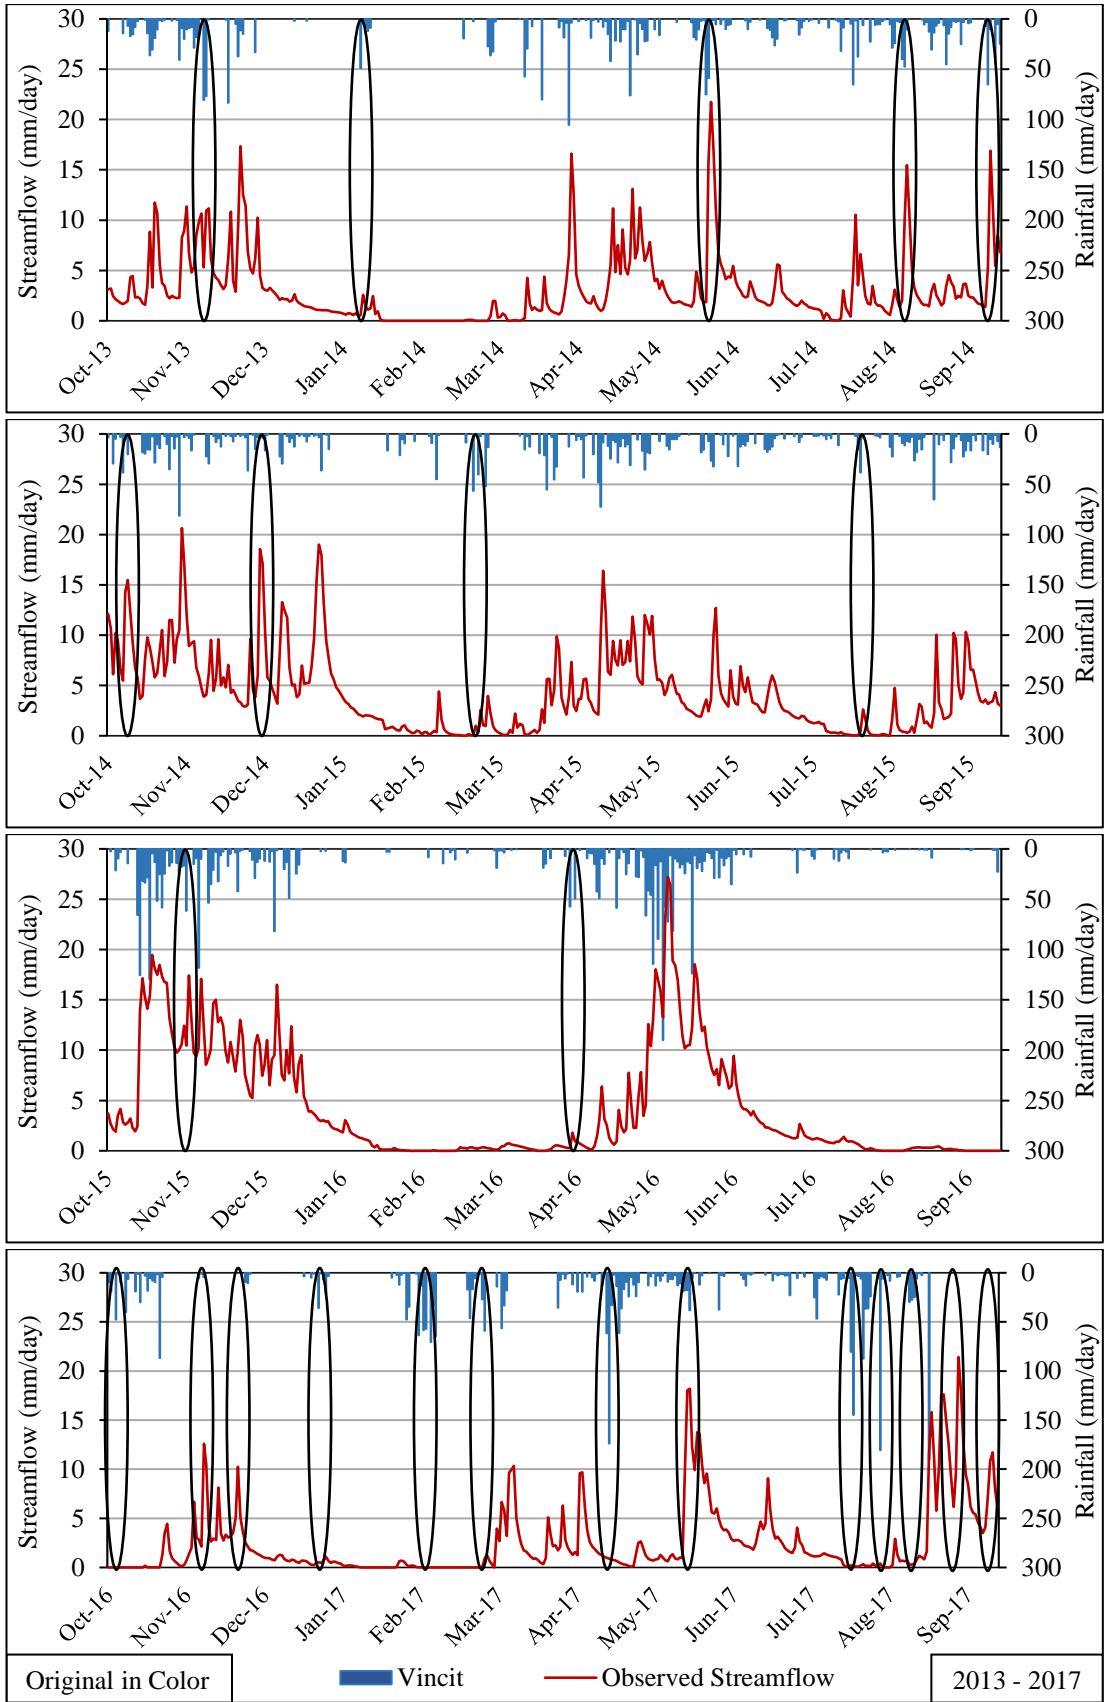 30 0
25 50
20 100
15 150
10 200
5 250
0 300
Streamflow (mm/day)
Rainfall (mm/day)
Oct-13 Nov-13 Dec-13 Jan-14 Feb-14 Mar-14 Apr-14 May-14 Jun-14 Jul-14 Aug-14 Sep-14
30 0
25 50
20 100
15 150
10 200
5 250
0 300
Streamflow (mm/day)
Rainfall (mm/day)
Oct-14 Nov-14 Dec-14 Jan-15 Feb-15 Mar-15 Apr-15 May-15 Jun-15 Jul-15 Aug-15 Sep-15
30 0
25 50
20 100
15 150
10 200
5 250
0 300
Streamflow (mm/day)
Rainfall (mm/day)
Oct-15 Nov-15 Dec-15 Jan-16 Feb-16 Mar-16 Apr-16 May-16 Jun-16 Jul-16 Aug-16 Sep-16
30 0
25 50
20 100
15 150
10 200
5 250
0 300
Streamflow (mm/day)
Rainfall (mm/day)
Oct-16 Nov-16 Dec-16 Jan-17 Feb-17 Mar-17 Apr-17 May-17 Jun-17 Jul-17 Aug-17 Sep-17
Original in Color Vincit Observed Streamflow 2013 - 2017